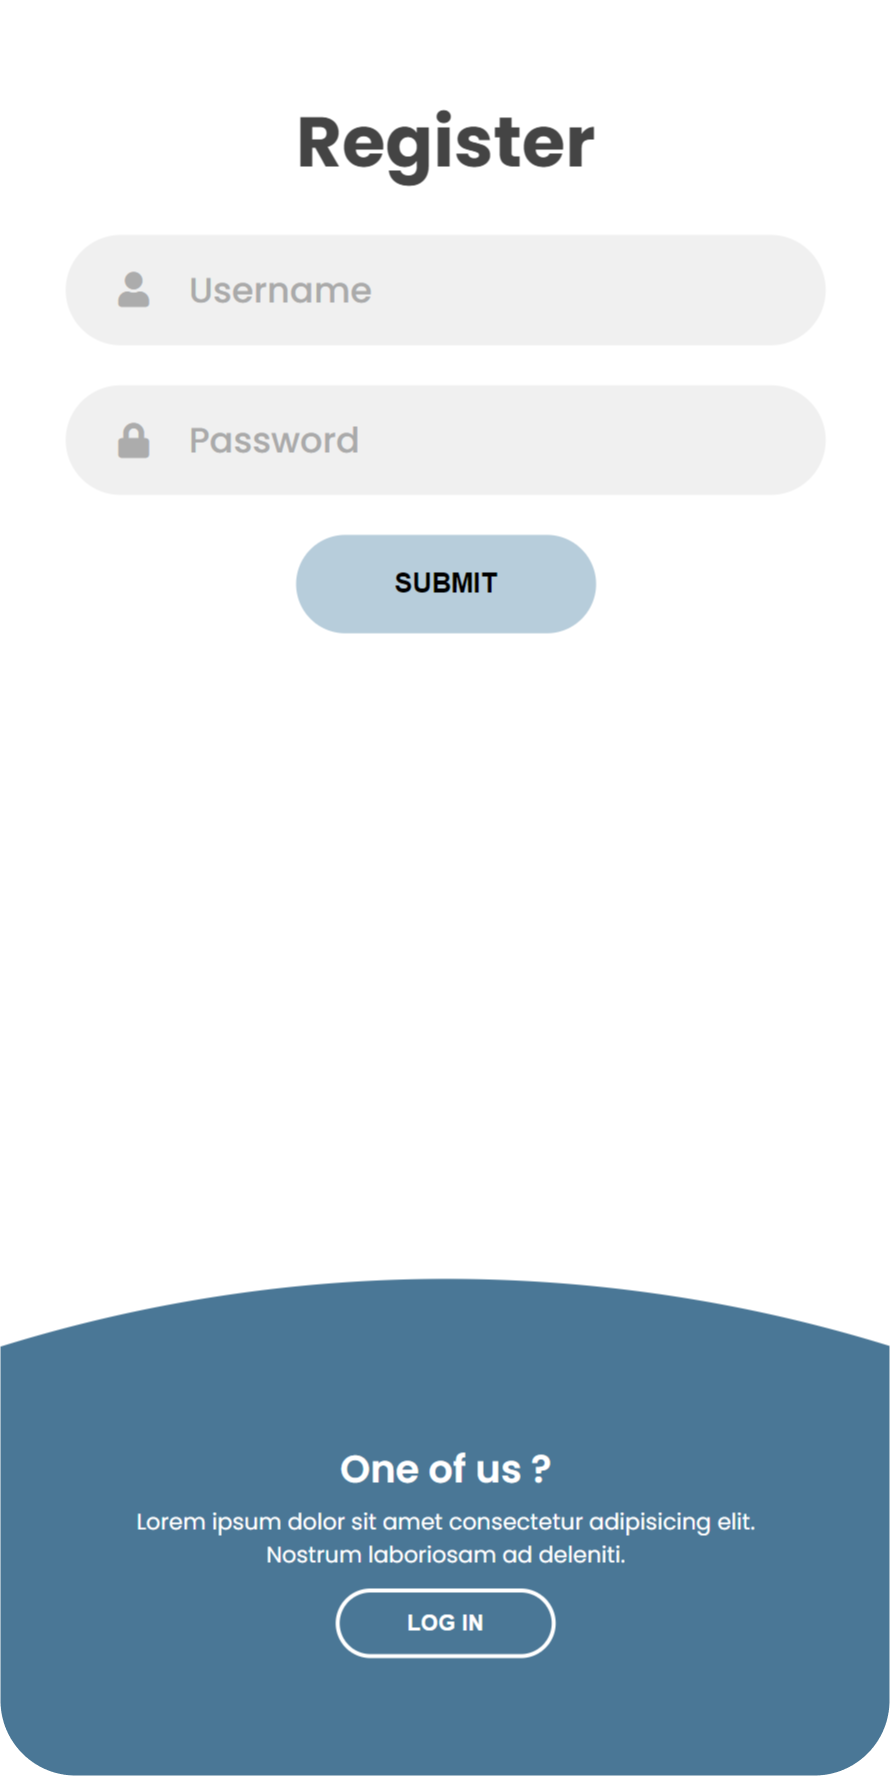 Register
Username
Password
SUBMIT
One of us ?
Lorem ipsum dolor sit amet consectetur adipisicing elit.
Nostrum laboriosam ad deleniti.
LOG IN